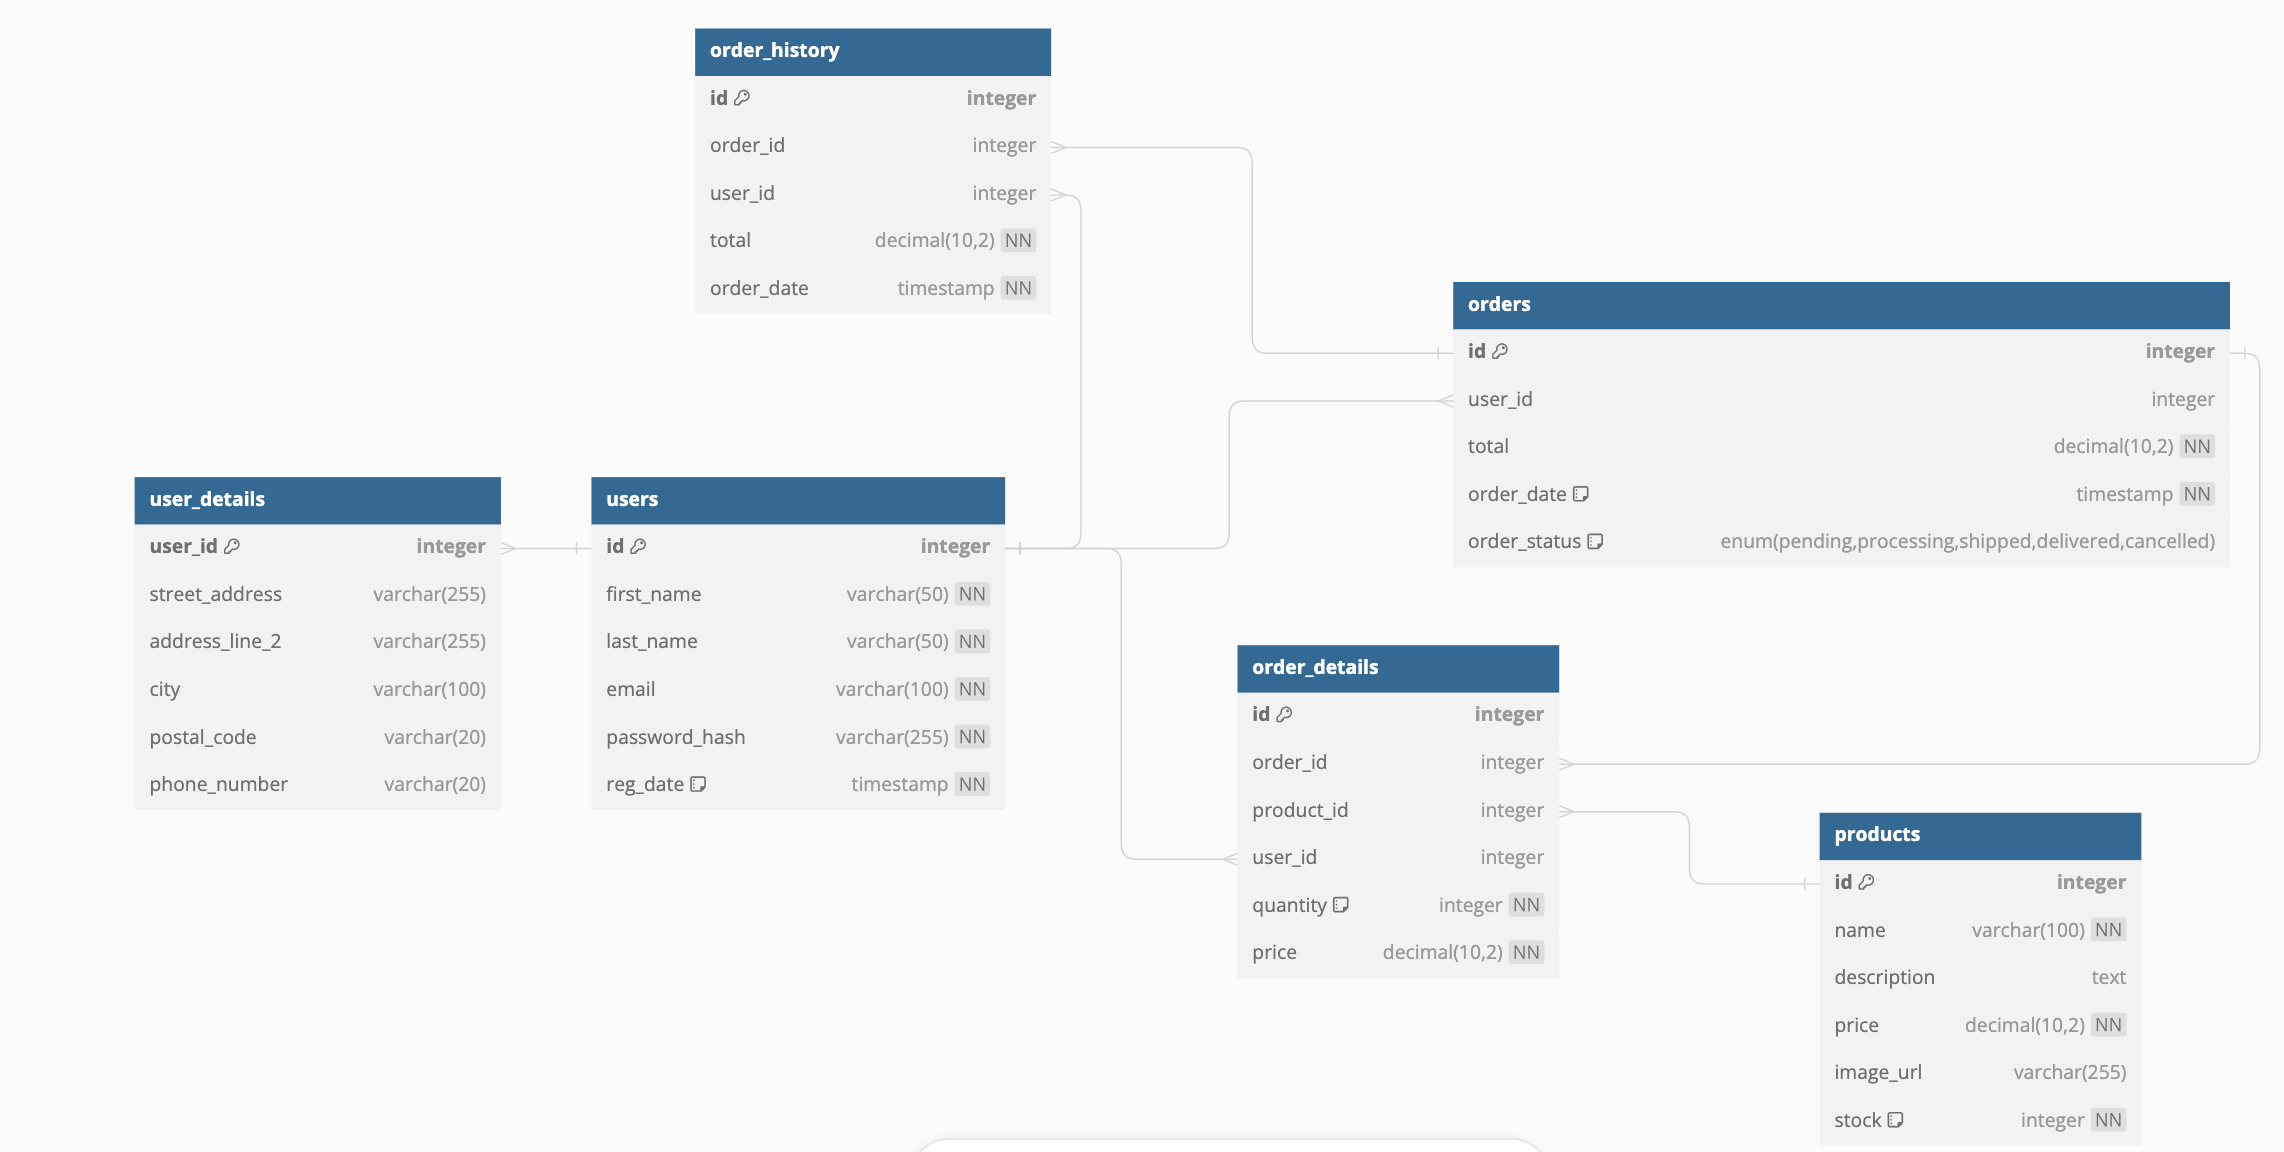 order_history
id integer
order_id integer
user_id integer
total decimal(10,2) NN
order_date timestamp NN
orders
id integer
user_id integer
total decimal(10,2) NN
order_date timestamp NN
order_status enum(pending,processing,shipped,delivered,cancelled)
user_details
user_id integer
street_address varchar(255)
address_line_2 varchar(255)
city varchar(100)
postal_code varchar(20)
phone_number varchar(20)
users
id integer
first_name varchar(50) NN
last_name varchar(50) NN
email varchar(100) NN
password_hash varchar(255) NN
reg_date timestamp NN
order_details
id integer
order_id integer
product_id integer
user_id integer
quantity integer NN
price decimal(10,2) NN
products
id integer
name varchar(100) NN
description text
price decimal(10,2) NN
image_url varchar(255)
stock integer NN